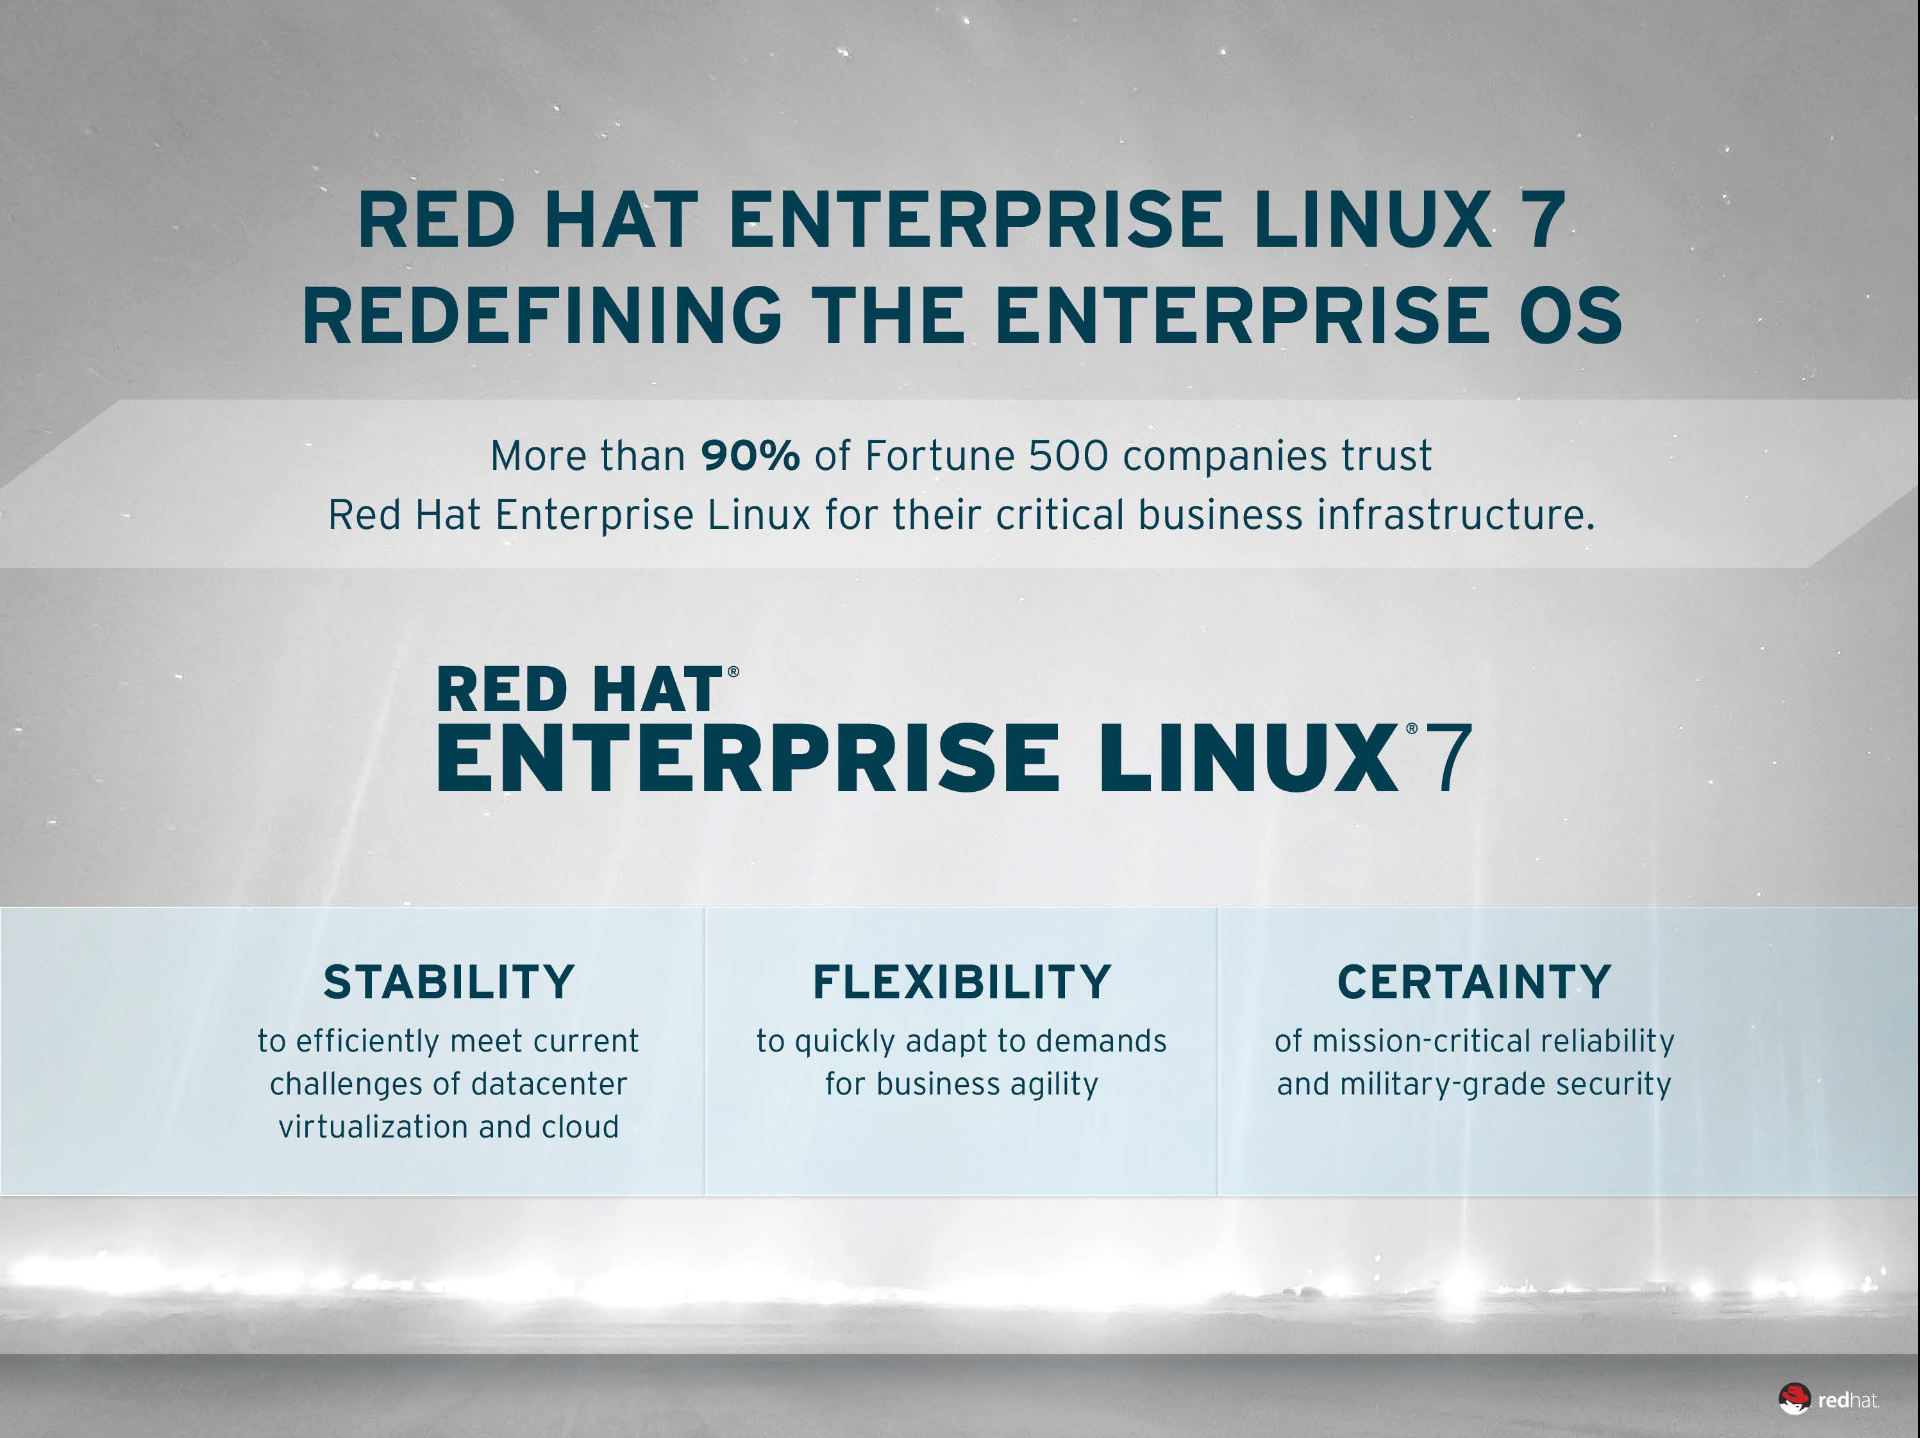 RED HAT ENTERPRISE LINUX 7
REDEFINING THE ENTERPRISE OS
More than 90% of Fortune 500 companies trust
Red Hat Enterprise Linux for their critical business infrastructure.
RED HAT®
ENTERPRISE LINUX® 7
STABILITY
to efficiently meet current
challenges of datacenter
virtualization and cloud
FLEXIBILITY
to quickly adapt to demands
for business agility
CERTAINTY
of mission-critical reliability
and military-grade security
redhat.